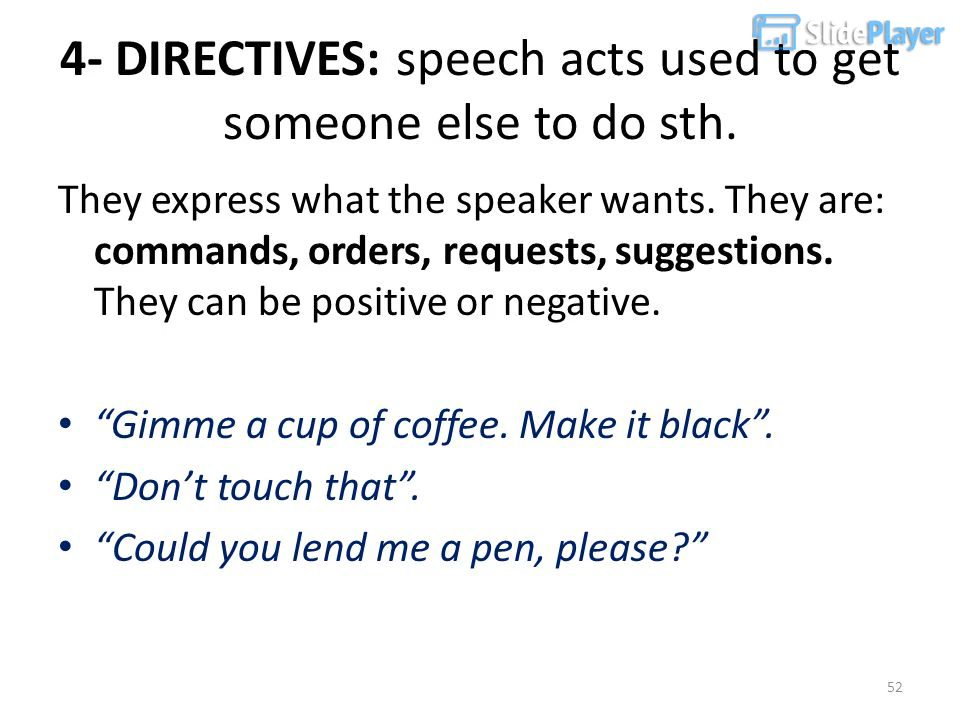 SlidePlayer
4- DIRECTIVES: speech acts used to get
someone else to do sth.
They express what the speaker wants. They are:
commands, orders, requests, suggestions.
They can be positive or negative.
• “Gimme a cup of coffee. Make it black”.
• “Don’t touch that”.
• “Could you lend me a pen, please?”
52